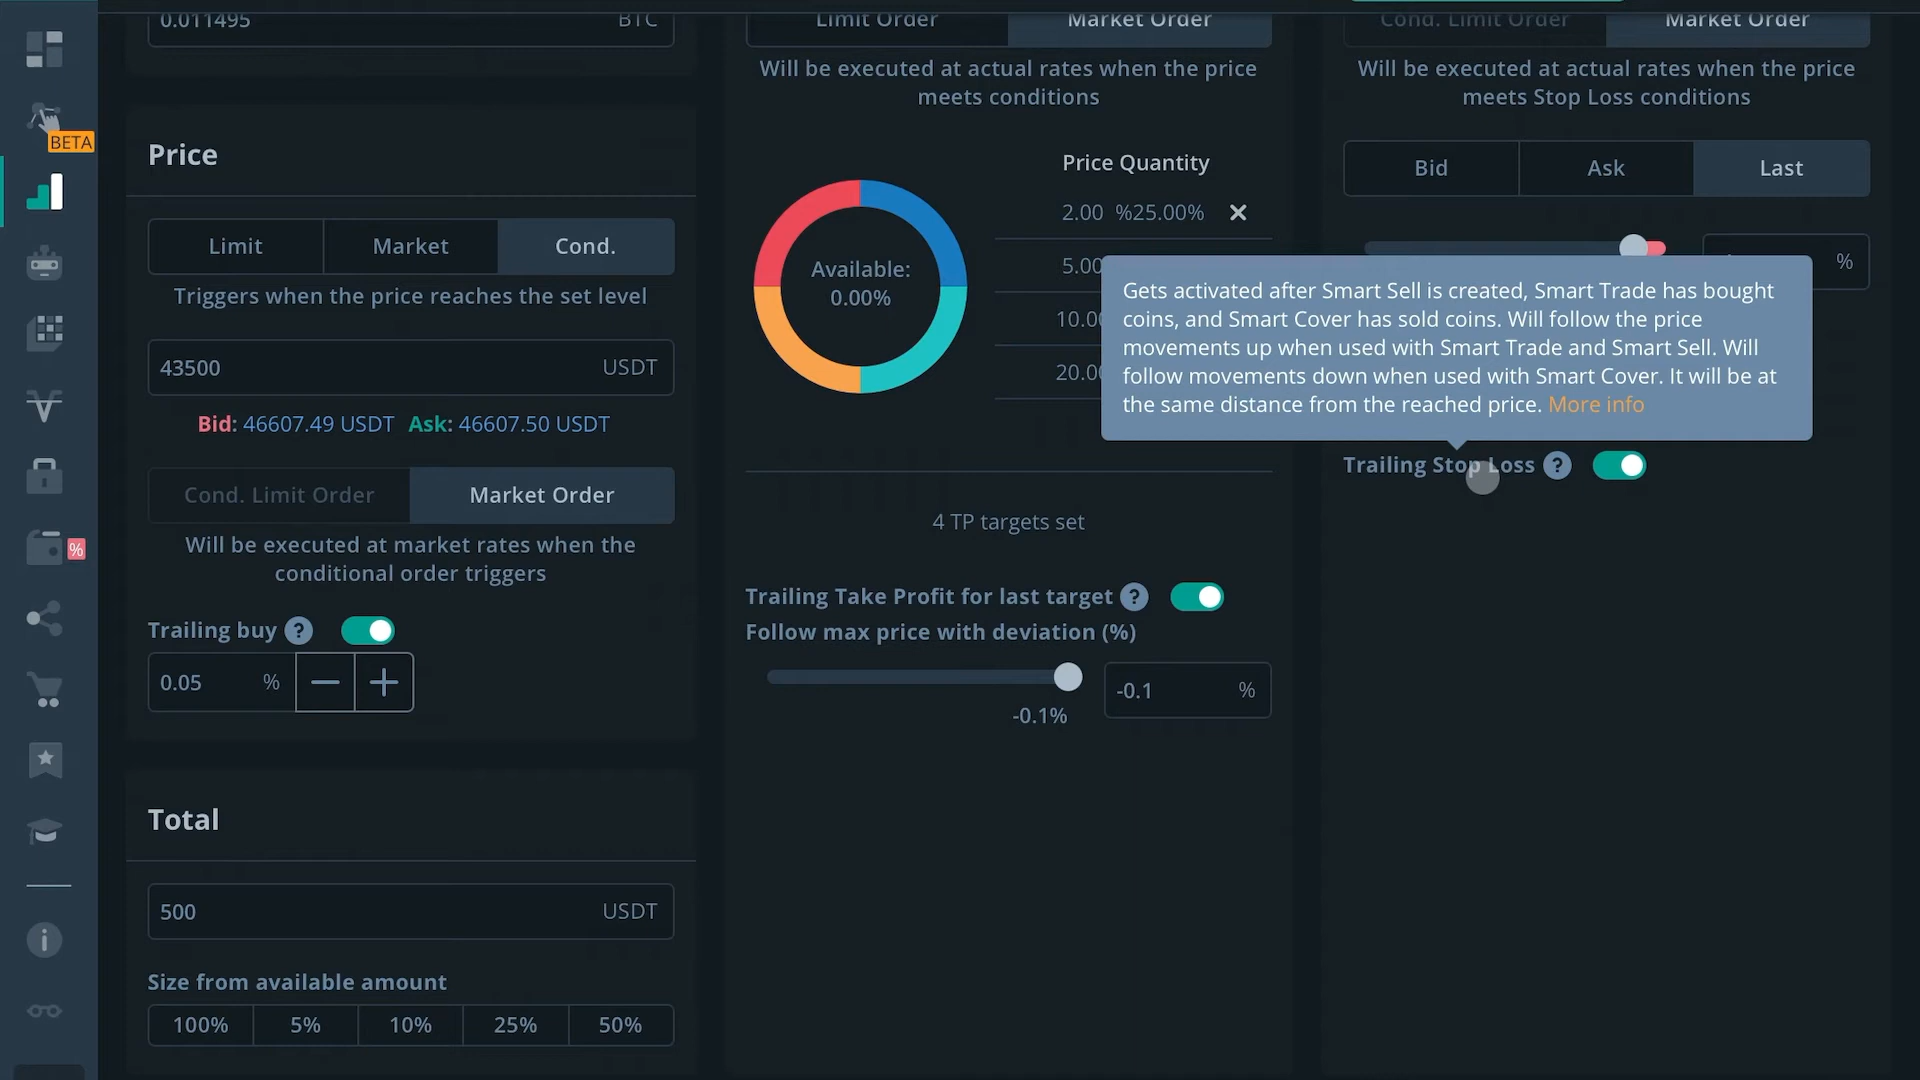 0.011495 BTC
BETA
Price
Limit Market Cond.
Triggers when the price reaches the set level
43500 USDT
Bid: 46607.49 USDT Ask: 46607.50 USDT
Cond. Limit Order Market Order
Will be executed at market rates when the
conditional order triggers
Trailing buy ?
0.05 % — +
Total
500 USDT
Size from available amount
100% 5% 10% 25% 50%
%
Limit Order Market Order
Will be executed at actual rates when the price
meets conditions
Price Quantity
Available:
0.00%
2.00 %25.00% ✕
5.00
10.0
20.0
4 TP targets set
Trailing Take Profit for last target ?
Follow max price with deviation (%)
-0.1 %
-0.1%
Cond. Limit Order Market Order
Will be executed at actual rates when the price
meets Stop Loss conditions
Bid Ask Last
%
Gets activated after Smart Sell is created, Smart Trade has bought
coins, and Smart Cover has sold coins. Will follow the price
movements up when used with Smart Trade and Smart Sell. Will
follow movements down when used with Smart Cover. It will be at
the same distance from the reached price. More info
Trailing Stop Loss ?